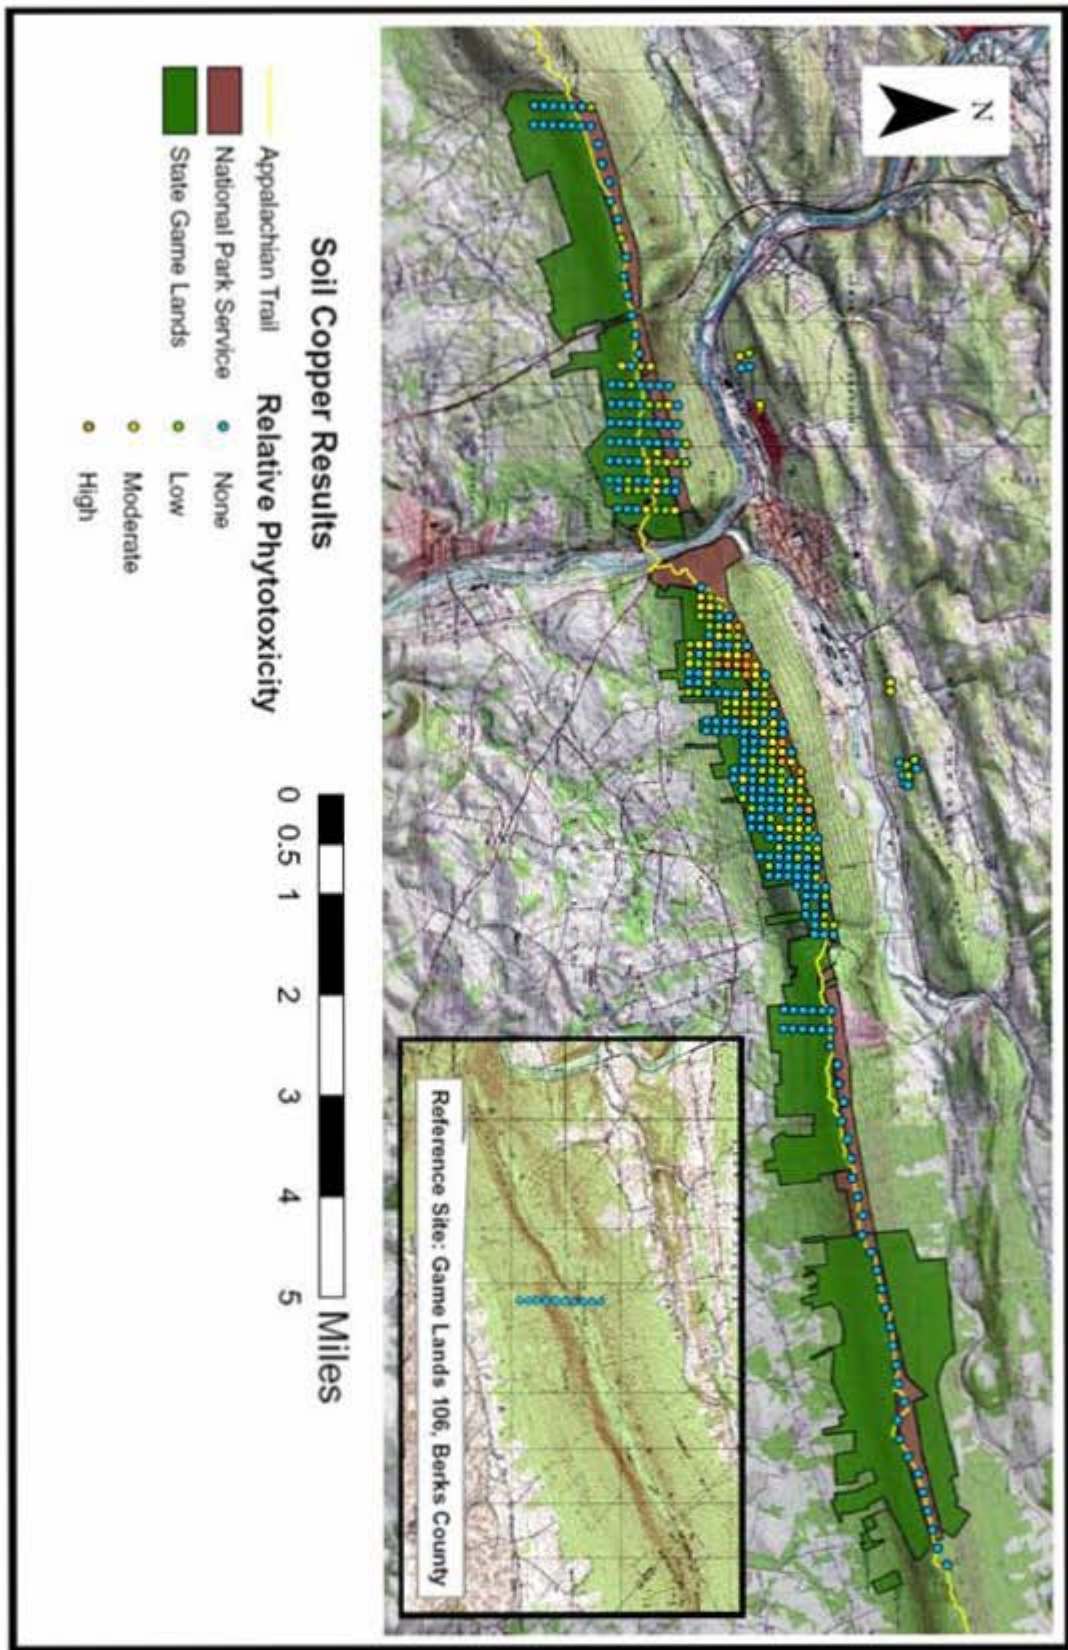 N
Reference Site: Game Lands 106, Berks County
Soil Copper Results
Appalachian Trail
National Park Service
State Game Lands
Relative Phytotoxicity
None
Low
Moderate
High
0 0.5 1 2 3 4 5
Miles